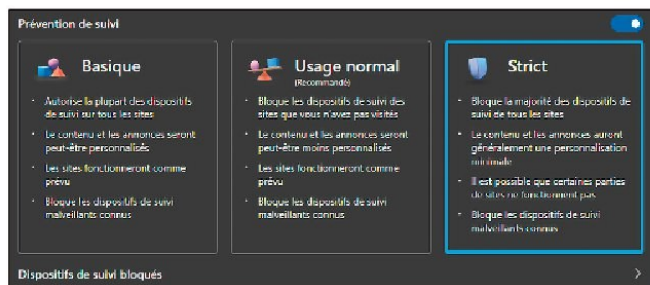 Prévention de suivi
Basique
Autorise la plupart des dispositifs
de suivi sur tous les sites
Le contenu et les annonces seront
peut-être personnalisés
Les sites fonctionneront comme
prévu
Bloque les dispositifs de suivi
malveillants connus
Usage normal
(Recommandé)
Bloque les dispositifs de suivi des
sites que vous n'avez pas visités
Le contenu et les annonces seront
peut-être moins personnalisés
Les sites fonctionneront comme
prévu
Bloque les dispositifs de suivi
malveillants connus
Strict
Bloque la majorité des dispositifs de
suivi de tous les sites
Le contenu et les annonces auront
généralement une personnalisation
minimale
Il est possible que certaines parties
de sites ne fonctionnent pas
Bloque les dispositifs de suivi
malveillants connus
Dispositifs de suivi bloqués